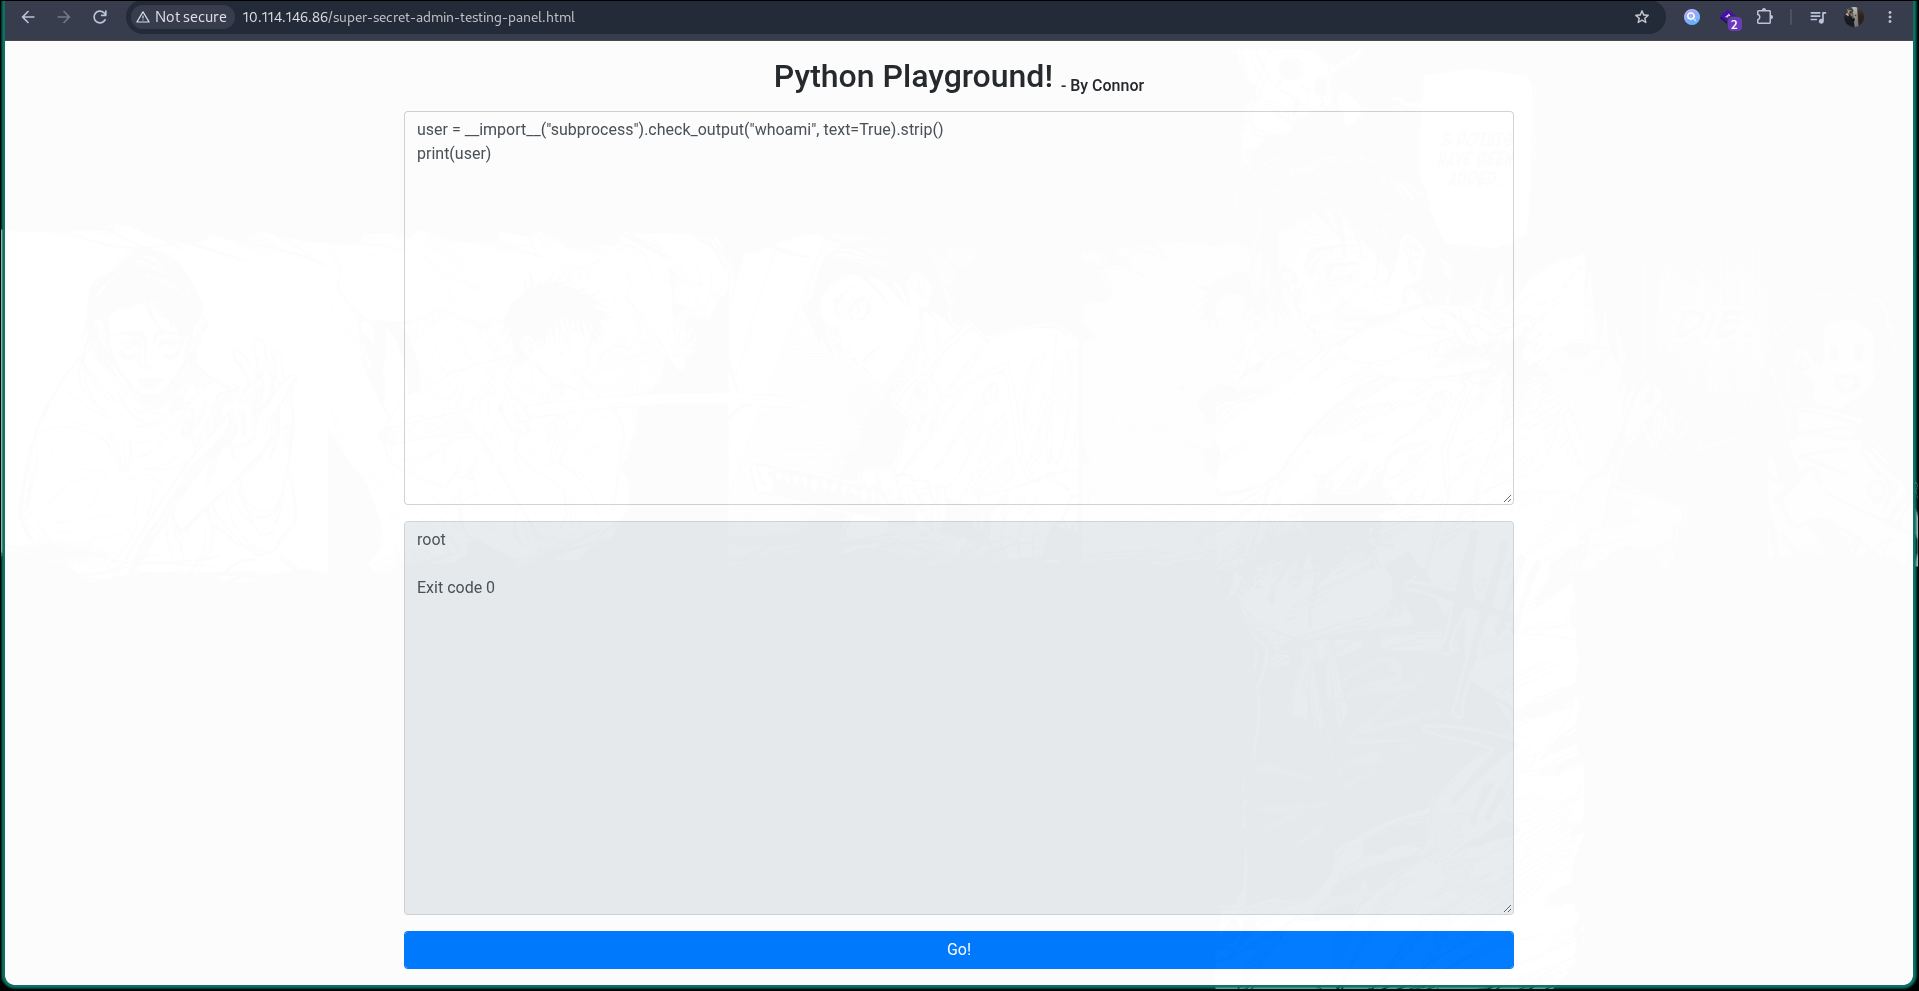 Not secure
10.114.146.86/super-secret-admin-testing-panel.html
2
Python Playground! - By Connor
user = __import__("subprocess").check_output("whoami", text=True).strip()
print(user)
root
Exit code 0
Go!